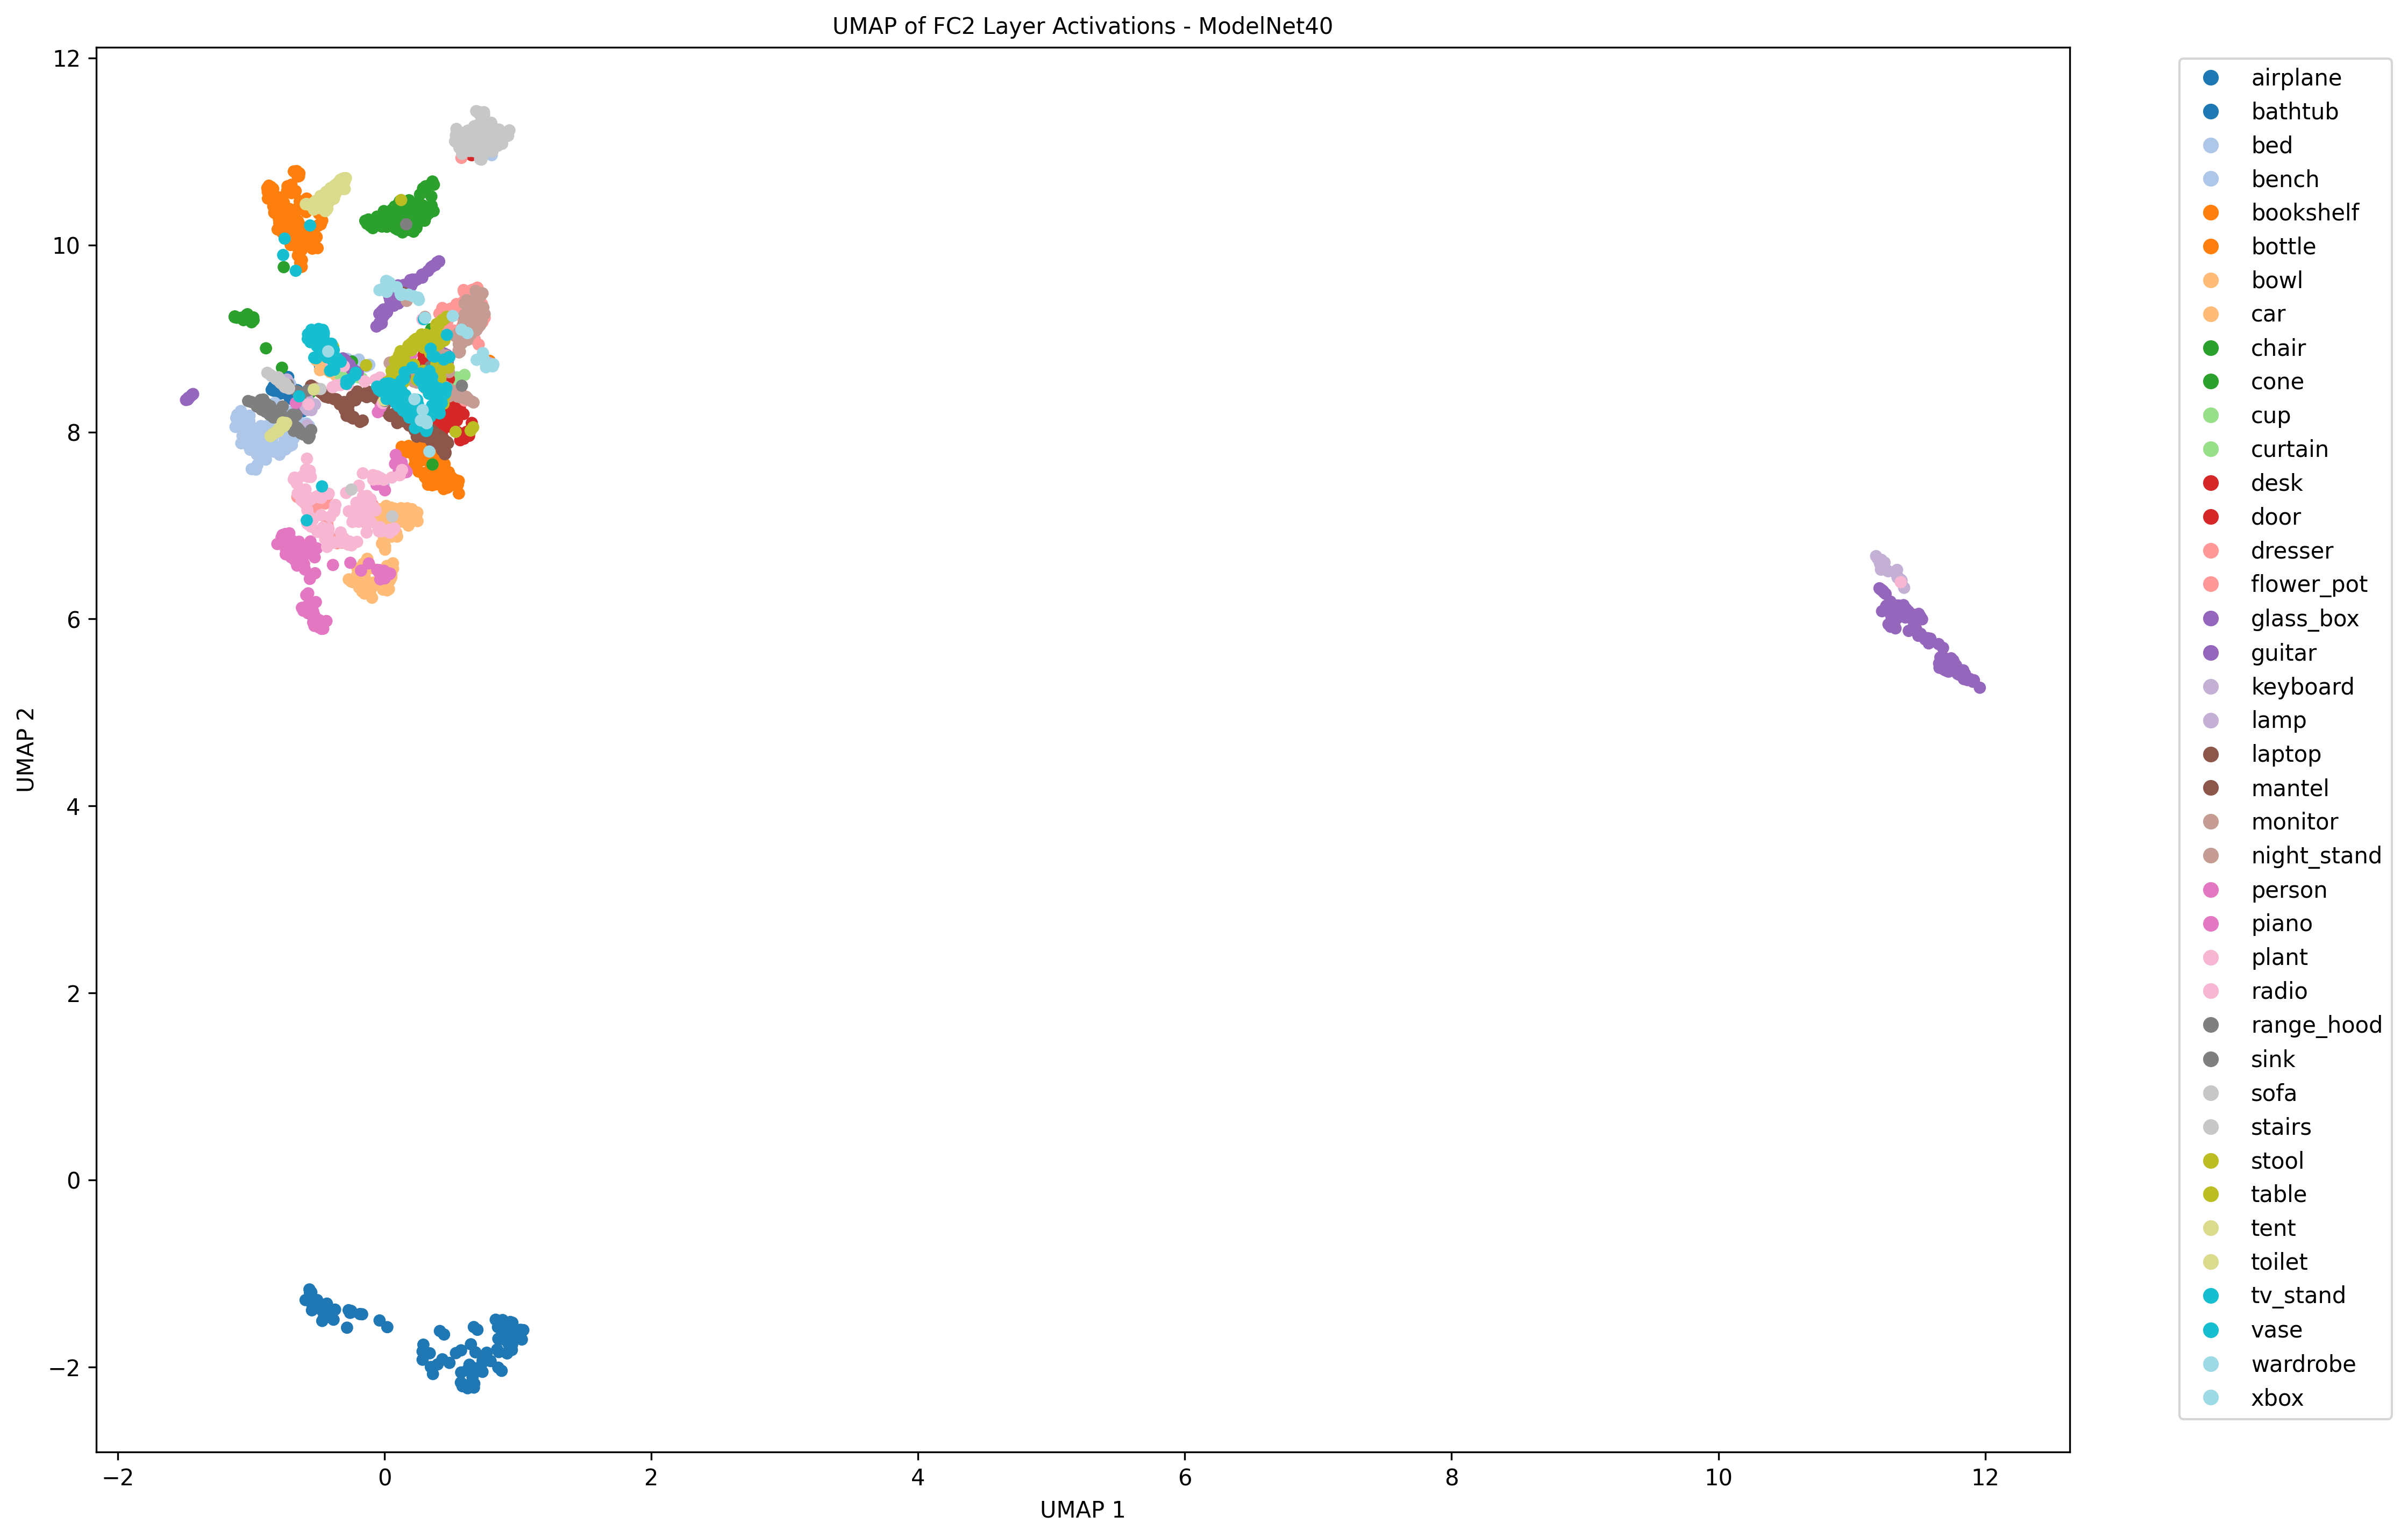 UMAP of FC2 Layer Activations - ModelNet40
12
10
8
6
4
2
0
−2
UMAP 2
−2 0 2 4 6 8 10 12
UMAP 1
airplane
bathtub
bed
bench
bookshelf
bottle
bowl
car
chair
cone
cup
curtain
desk
door
dresser
flower_pot
glass_box
guitar
keyboard
lamp
laptop
mantel
monitor
night_stand
person
piano
plant
radio
range_hood
sink
sofa
stairs
stool
table
tent
toilet
tv_stand
vase
wardrobe
xbox